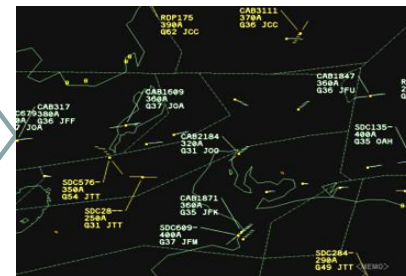 RDP175
390A
G62 JCC
CAB3111
370A
G36 JCC
CAB1609
360A
G37 JOA
CAB1847
360A
G36 JFU
CAB317
380A
G36 JFF
JOA
SDC135
400A
G35 OAH
CAB2184
320A
G31 JOO
SDC576
350A
Q54 JTT
SDC28
250A
G31 JTT
CAB1871
360A
G35 JFK
SDC609
400A
G37 JFM
SDC284
290A
G49 JTT
<MEMO>